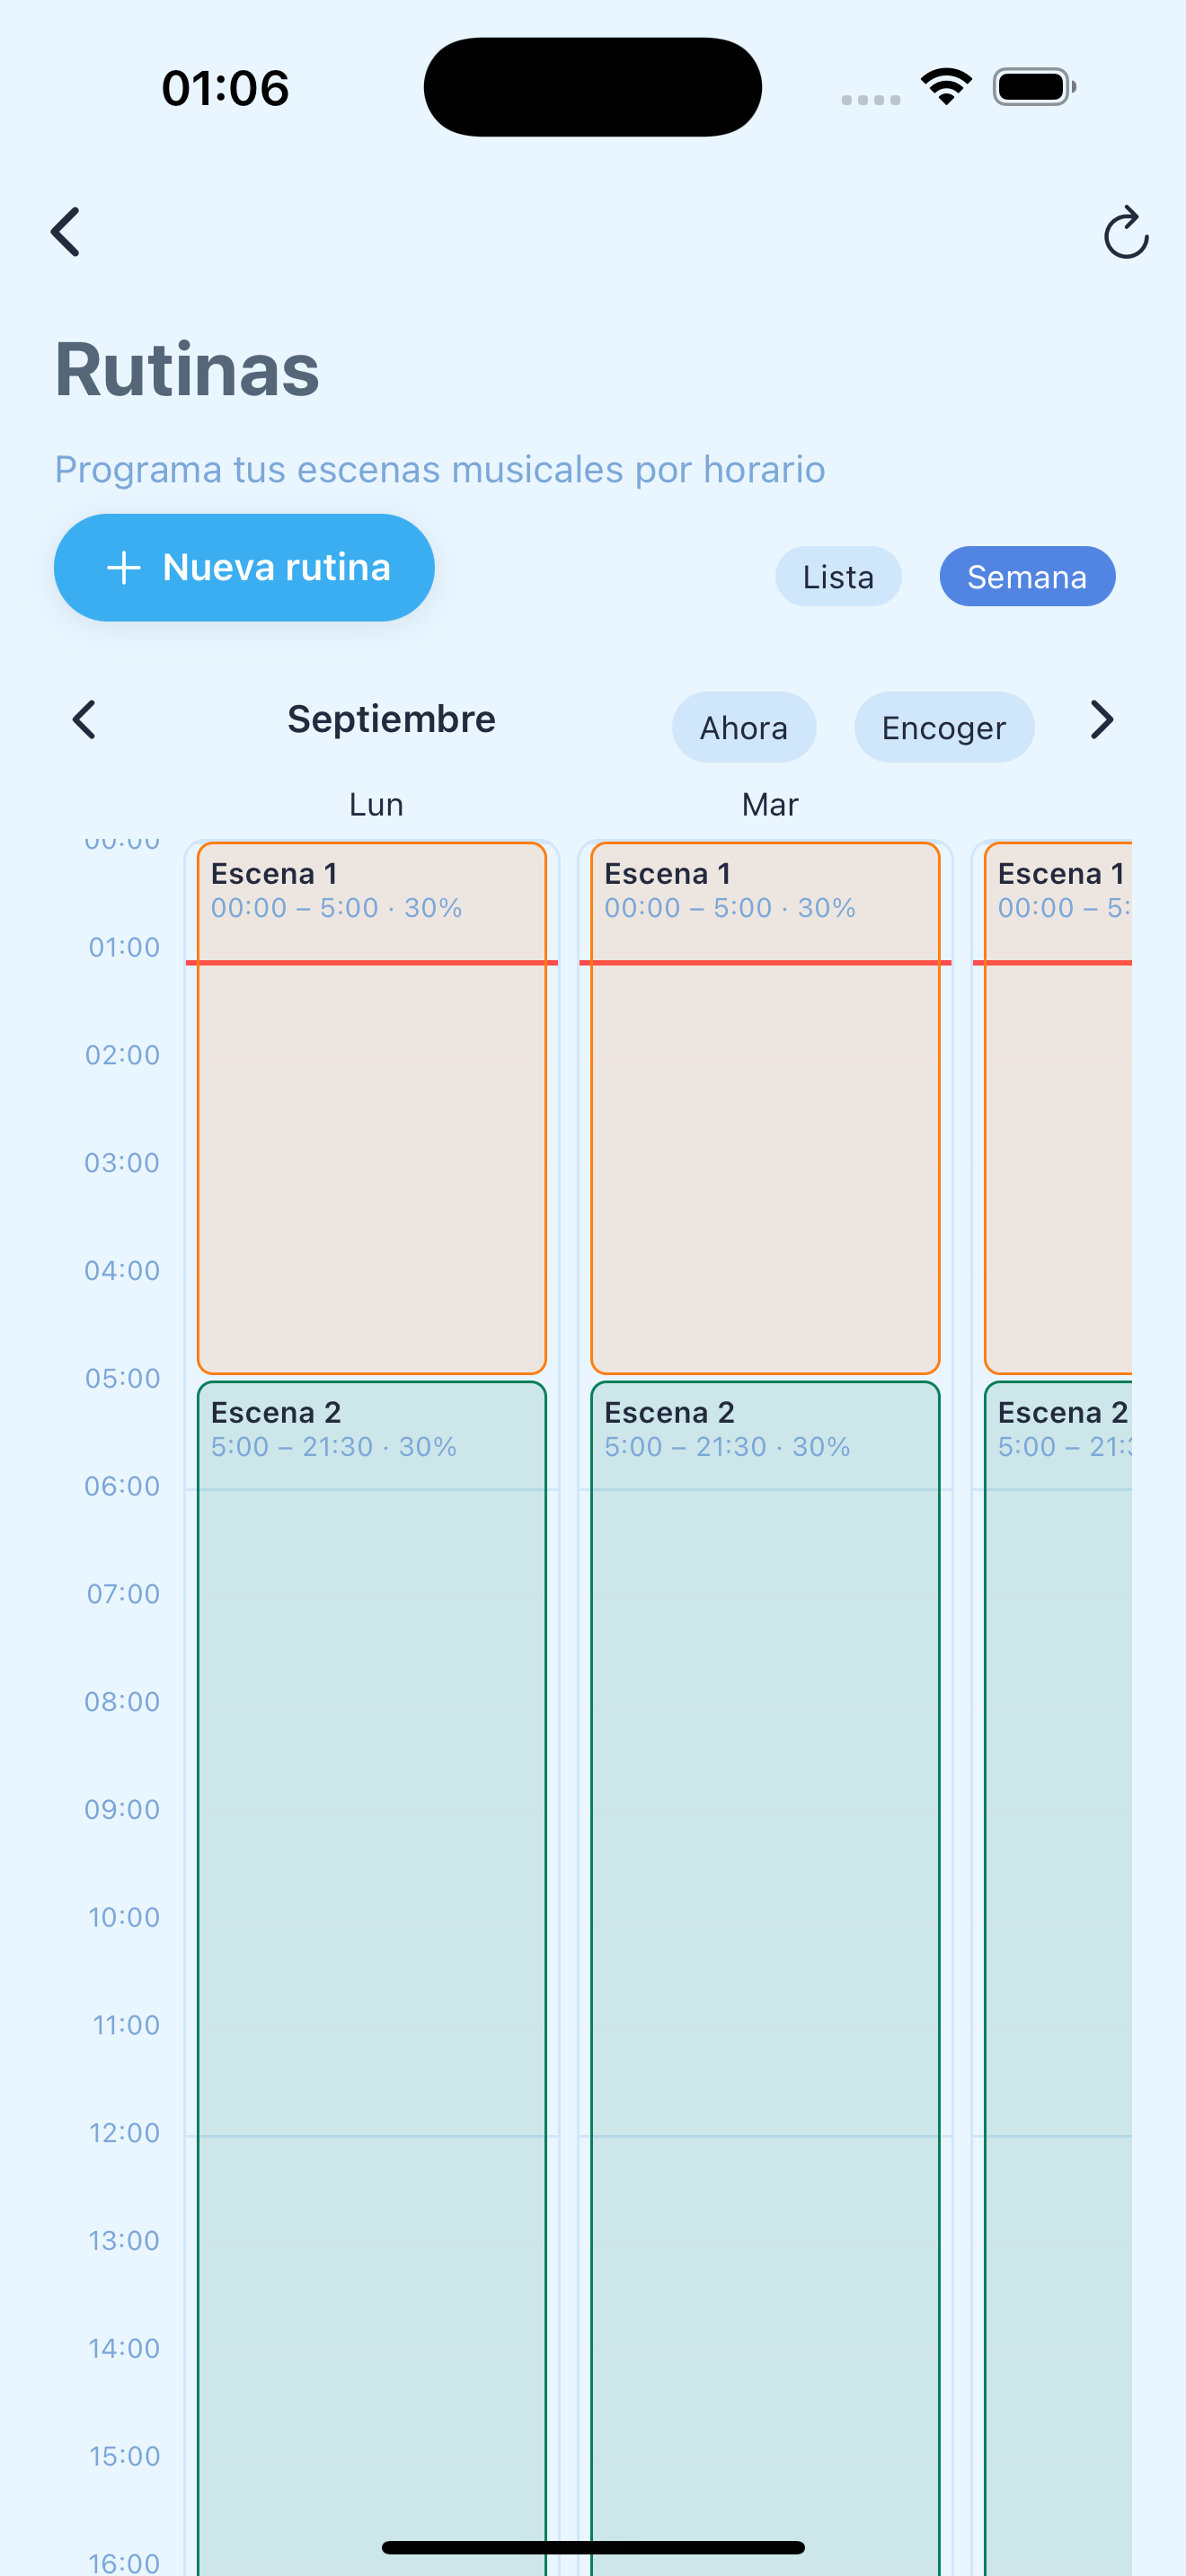 01:06
Rutinas
Programa tus escenas musicales por horario
+ Nueva rutina
Lista
Semana
Septiembre
Ahora
Encoger
Lun
Mar
00:00
Escena 1
00:00 – 5:00 · 30%
Escena 1
00:00 – 5:00 · 30%
Escena 1
00:00 – 5:
01:00
02:00
03:00
04:00
05:00
Escena 2
5:00 – 21:30 · 30%
Escena 2
5:00 – 21:30 · 30%
Escena 2
5:00 – 21:3
06:00
07:00
08:00
09:00
10:00
11:00
12:00
13:00
14:00
15:00
16:00